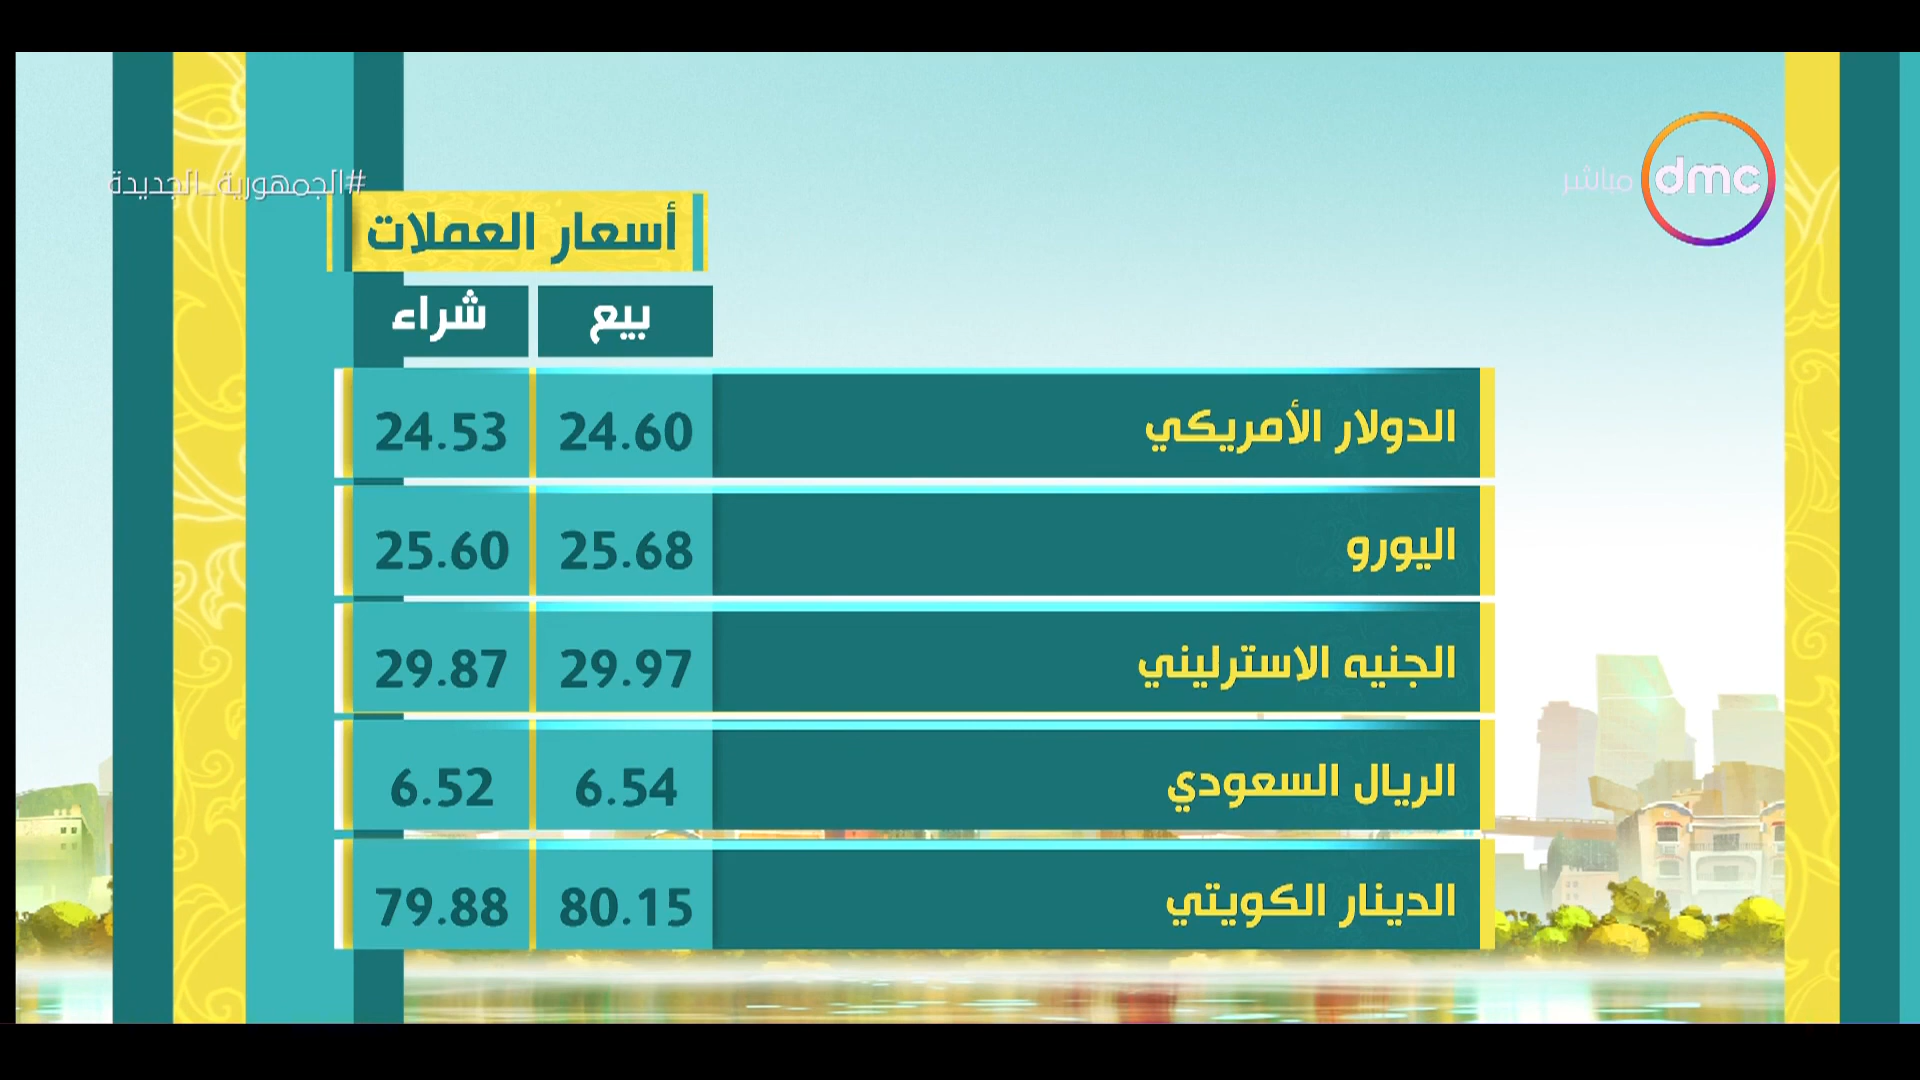 dmc مباشر
#الجمهورية_الجديدة
أسعار العملات
بيع شراء
الدولار الأمريكي 24.60 24.53
اليورو 25.68 25.60
الجنيه الاسترليني 29.97 29.87
الريال السعودي 6.54 6.52
الدينار الكويتي 80.15 79.88